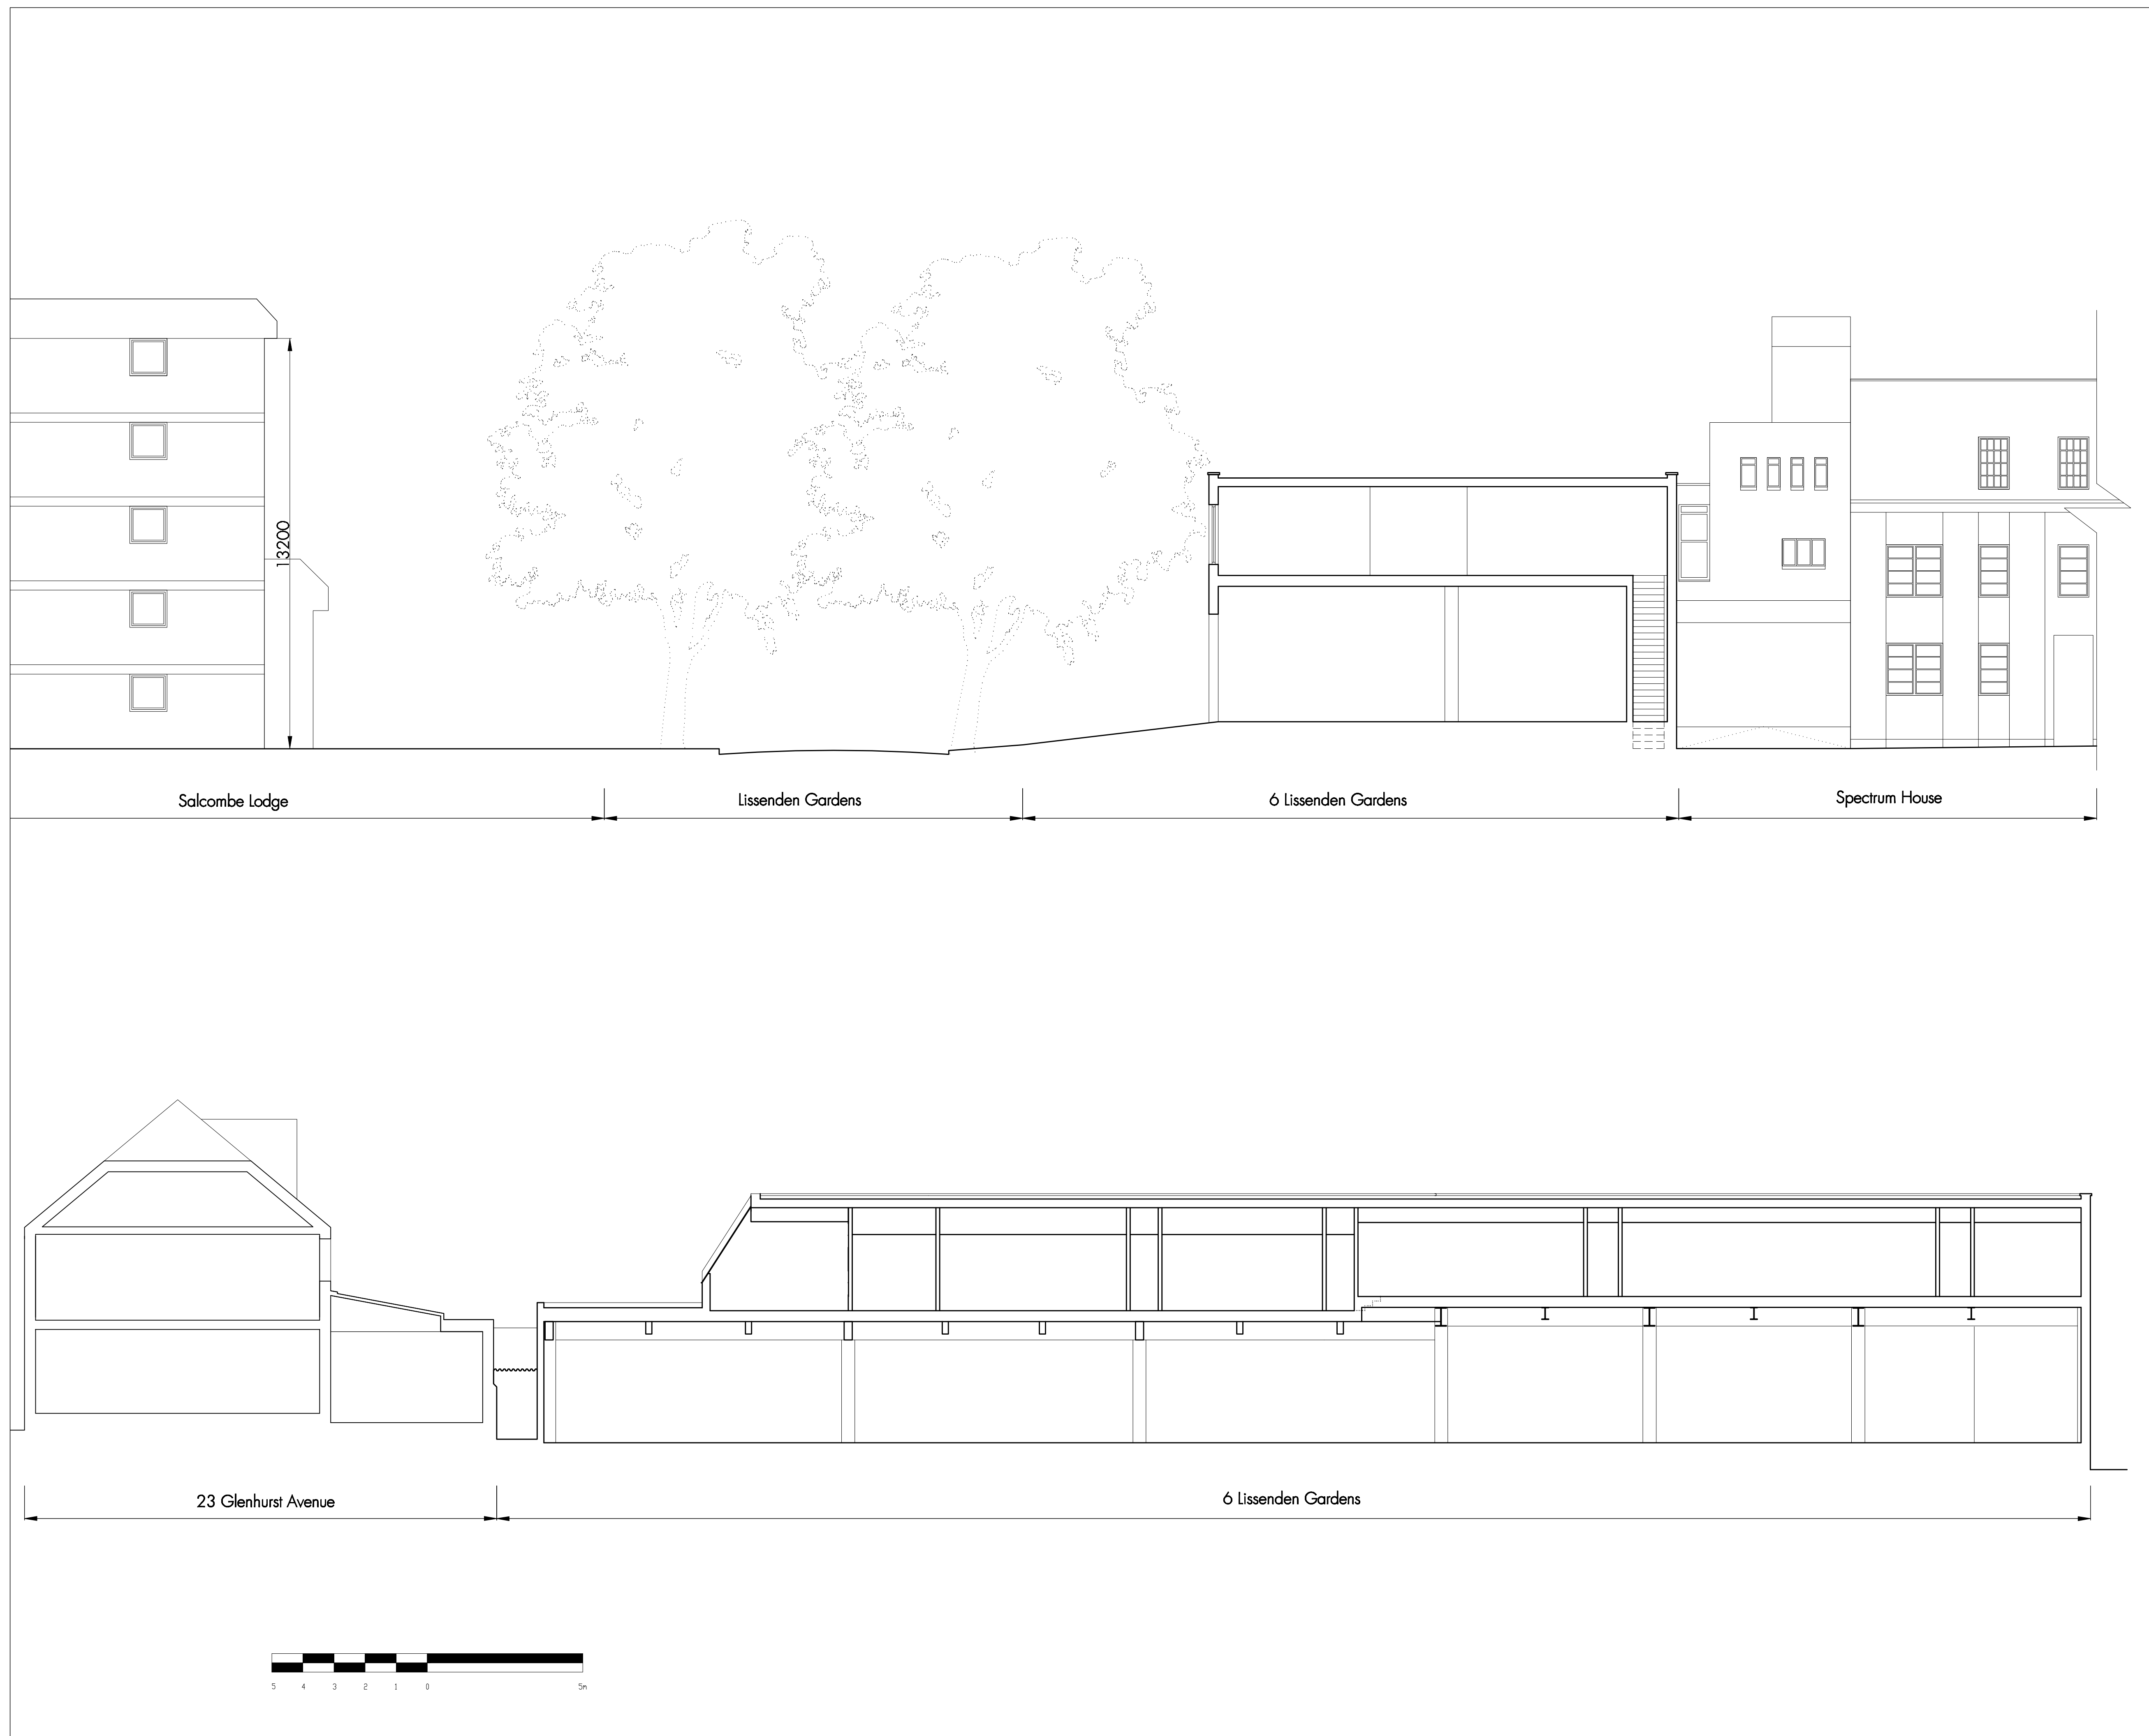 13200
Salcombe Lodge
Lissenden Gardens
6 Lissenden Gardens
Spectrum House
23 Glenhurst Avenue
6 Lissenden Gardens
5 4 3 2 1 0 5m